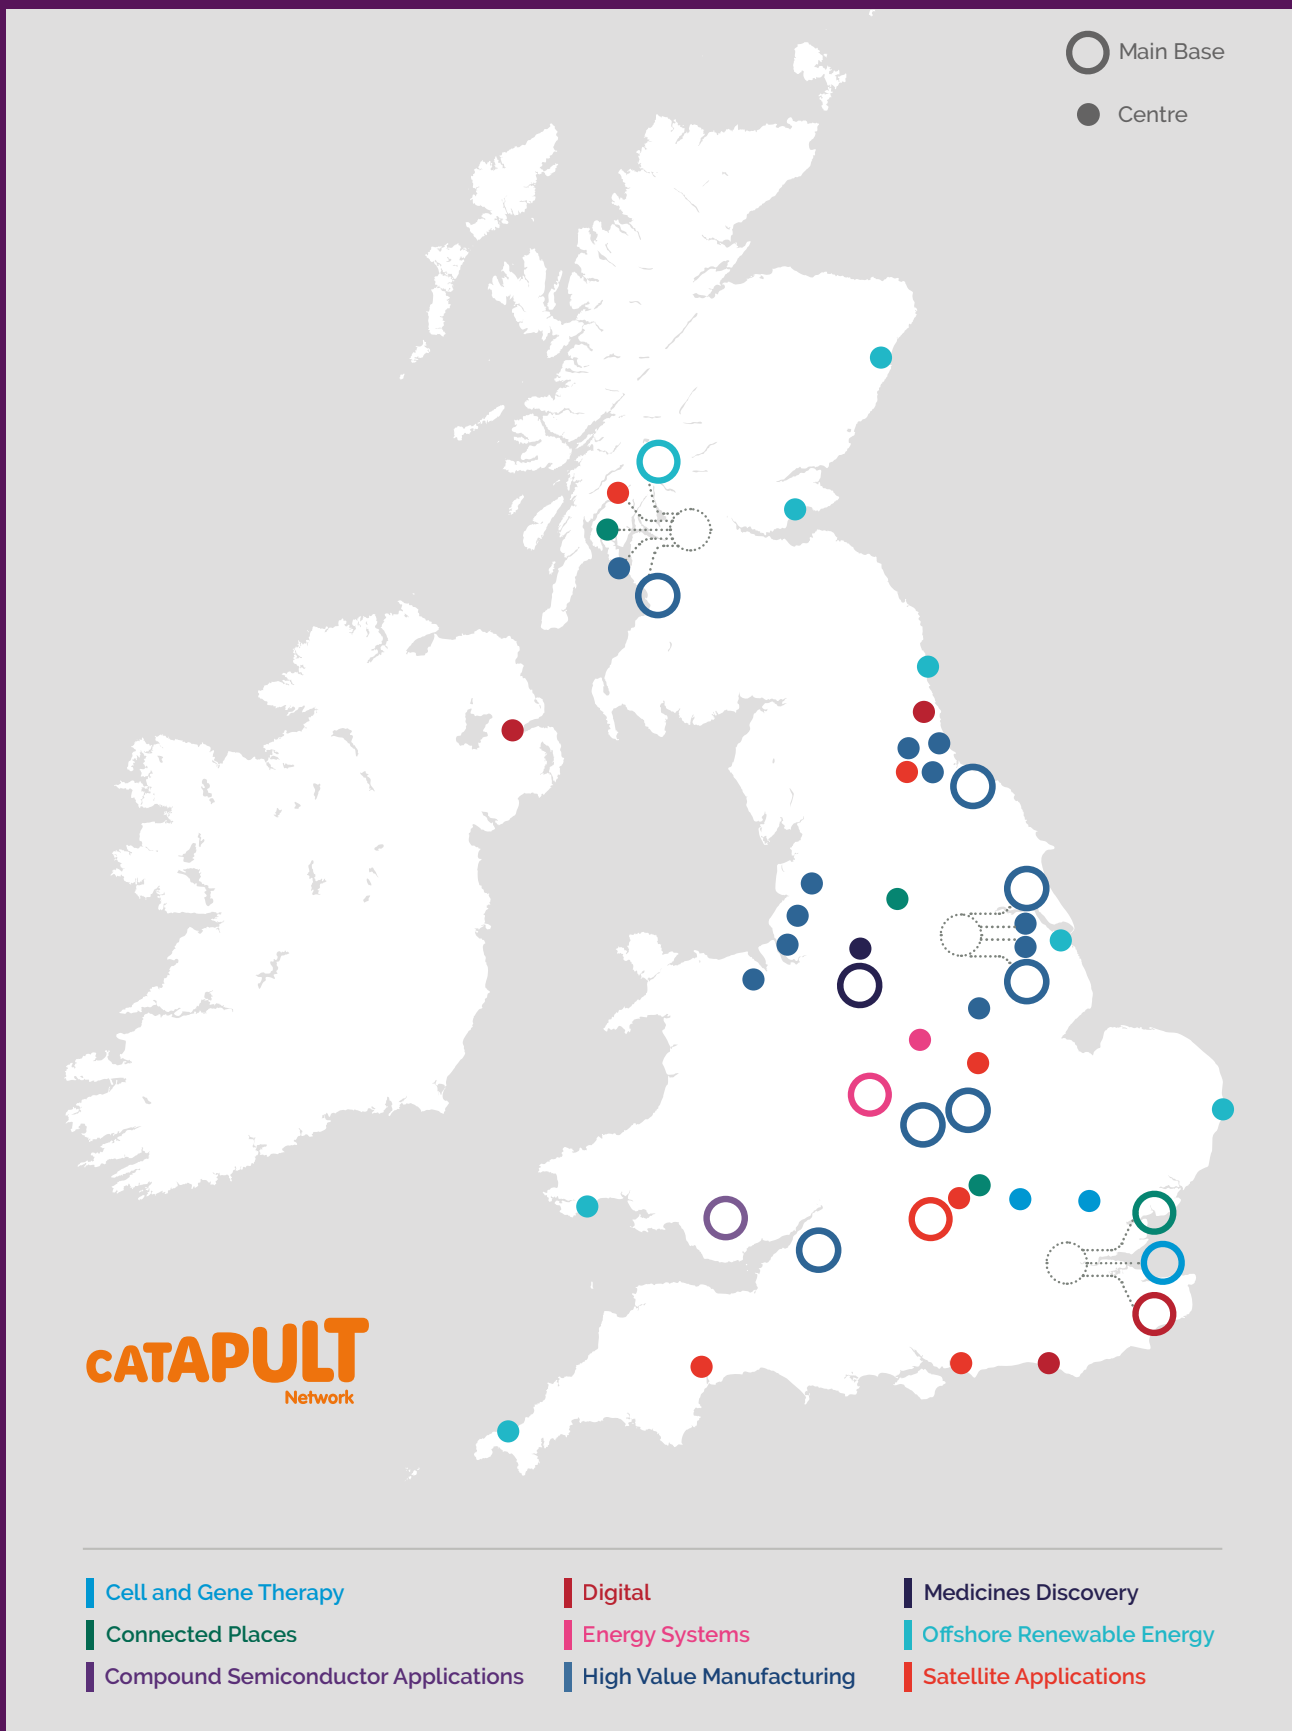 Main Base
Centre
CATAPULT
Network
Cell and Gene Therapy
Connected Places
Compound Semiconductor Applications
Digital
Energy Systems
High Value Manufacturing
Medicines Discovery
Offshore Renewable Energy
Satellite Applications